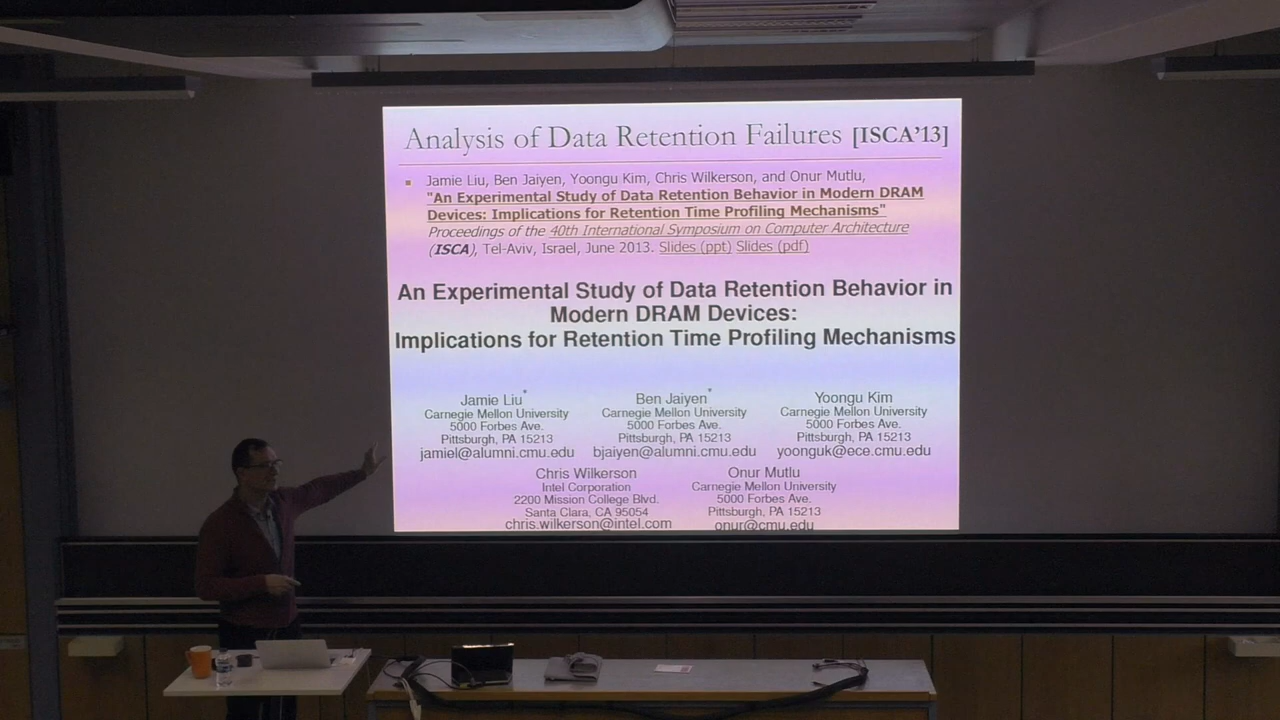 Analysis of Data Retention Failures [ISCA'13]
Jamie Liu, Ben Jaiyen, Yoongu Kim, Chris Wilkerson, and Onur Mutlu,
"An Experimental Study of Data Retention Behavior in Modern DRAM
Devices: Implications for Retention Time Profiling Mechanisms"
Proceedings of the 40th International Symposium on Computer Architecture
(ISCA), Tel-Aviv, Israel, June 2013. Slides (ppt) Slides (pdf)
An Experimental Study of Data Retention Behavior in
Modern DRAM Devices:
Implications for Retention Time Profiling Mechanisms
Jamie Liu* Ben Jaiyen* Yoongu Kim
Carnegie Mellon University Carnegie Mellon University Carnegie Mellon University
5000 Forbes Ave. 5000 Forbes Ave. 5000 Forbes Ave.
Pittsburgh, PA 15213 Pittsburgh, PA 15213 Pittsburgh, PA 15213
jamiel@alumni.cmu.edu bjaiyen@alumni.cmu.edu yoonguk@ece.cmu.edu
Chris Wilkerson Onur Mutlu
Intel Corporation Carnegie Mellon University
2200 Mission College Blvd. 5000 Forbes Ave.
Santa Clara, CA 95054 Pittsburgh, PA 15213
chris.wilkerson@intel.com onur@cmu.edu